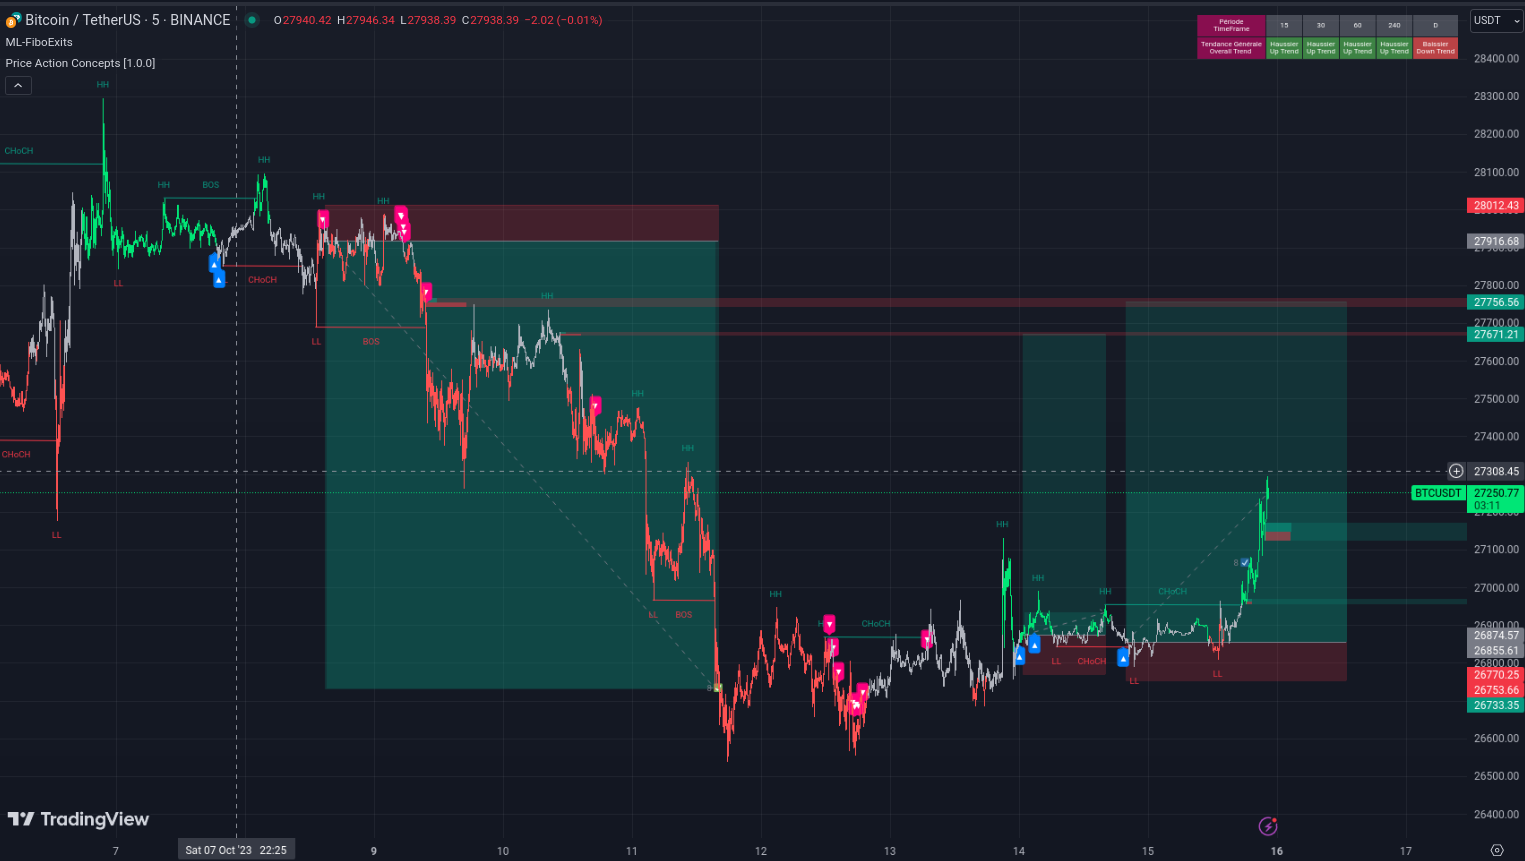 Bitcoin / TetherUS · 5 · BINANCE O27940.42 H27946.34 L27938.39 C27938.39 −2.02 (−0.01%)
ML-FiboExits
Price Action Concepts [1.0.0]
Période TimeFrame 15 30 60 240 D
Tendance Générale Overall Trend Haussier Up Trend Haussier Up Trend Haussier Up Trend Haussier Up Trend Baissier Down Trend
USDT
28400.00
28300.00
28200.00
28100.00
28012.43
27916.68
27800.00
27756.56
27700.00
27671.21
27600.00
27500.00
27400.00
27308.45
BTCUSDT 27250.77
03:11
27200.00
27100.00
27000.00
26900.00
26874.57
26855.61
26800.00
26770.25
26753.66
26733.35
26600.00
26500.00
26400.00
HH
CHoCH
HH
HH BOS
HH
HH
LL
CHoCH
HH
LL
BOS
HH
HH
CHoCH
LL
HH
HH
B
HH
CHoCH
HH
HH
LL BOS
CHoCH
LL CHoCH
LL
LL
TradingView
7 Sat 07 Oct '23 22:25 9 10 11 12 13 14 15 16 17